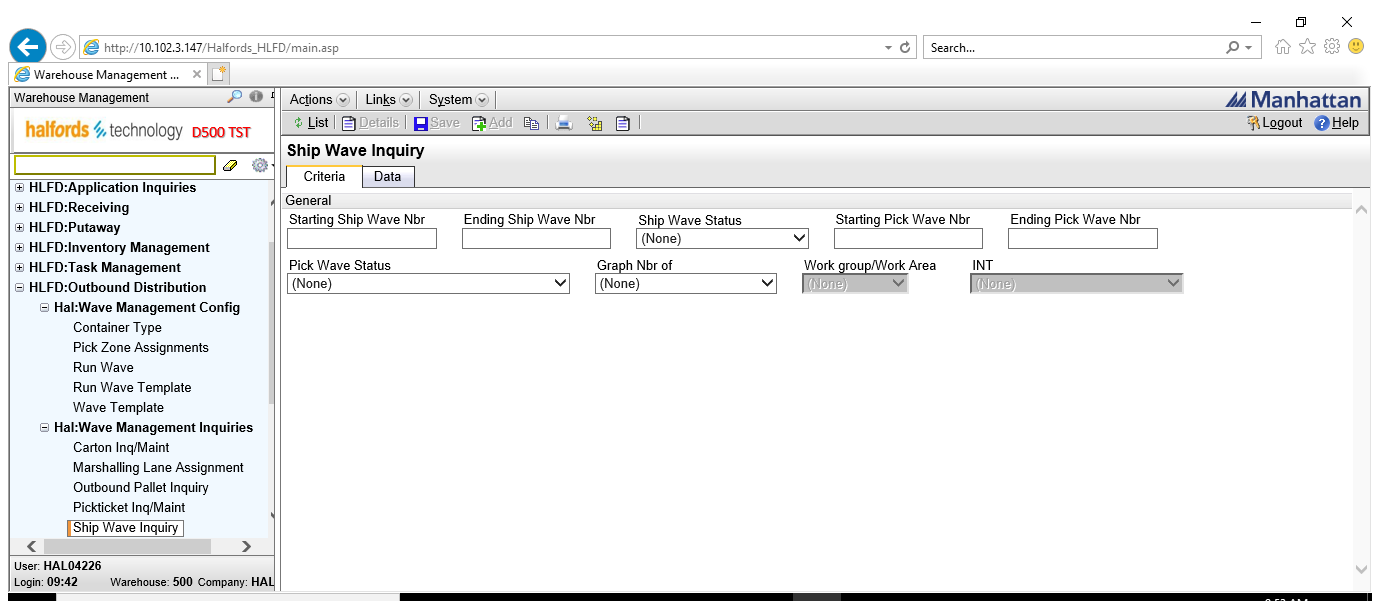 http://10.102.3.147/Halfords_HLFD/main.asp
Search...
Warehouse Management ...
Warehouse Management
halfords technology D500 TST
HLFD:Application Inquiries
HLFD:Receiving
HLFD:Putaway
HLFD:Inventory Management
HLFD:Task Management
HLFD:Outbound Distribution
Hal:Wave Management Config
Container Type
Pick Zone Assignments
Run Wave
Run Wave Template
Wave Template
Hal:Wave Management Inquiries
Carton Inq/Maint
Marshalling Lane Assignment
Outbound Pallet Inquiry
Pickticket Inq/Maint
Ship Wave Inquiry
User: HAL04226
Login: 09:42 Warehouse: 500 Company: HAL
Actions Links System
Manhattan
List Details Save Add
Logout Help
Ship Wave Inquiry
Criteria Data
General
Starting Ship Wave Nbr Ending Ship Wave Nbr Ship Wave Status Starting Pick Wave Nbr Ending Pick Wave Nbr
(None)
Pick Wave Status Graph Nbr of Work group/Work Area INT
(None) (None) (None) (None)